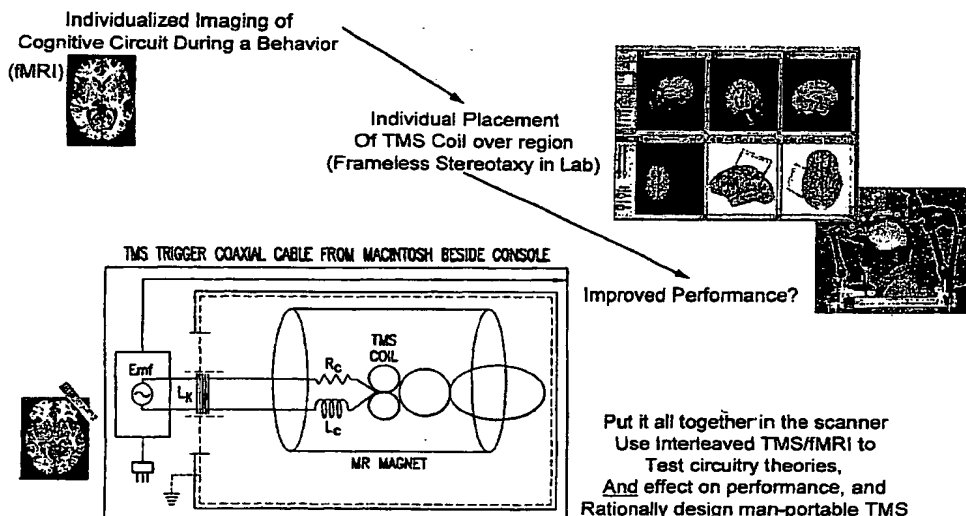 Individualized Imaging of
Cognitive Circuit During a Behavior
(fMRI)
Individual Placement
Of TMS Coil over region
(Frameless Stereotaxy in Lab)
Improved Performance?
TMS TRIGGER COAXIAL CABLE FROM MACINTOSH BESIDE CONSOLE
Emf
LK
RC
TMS
COIL
LC
MR MAGNET
Put it all together in the scanner
Use Interleaved TMS/fMRI to
Test circuitry theories,
And effect on performance, and
Rationally design man-portable TMS